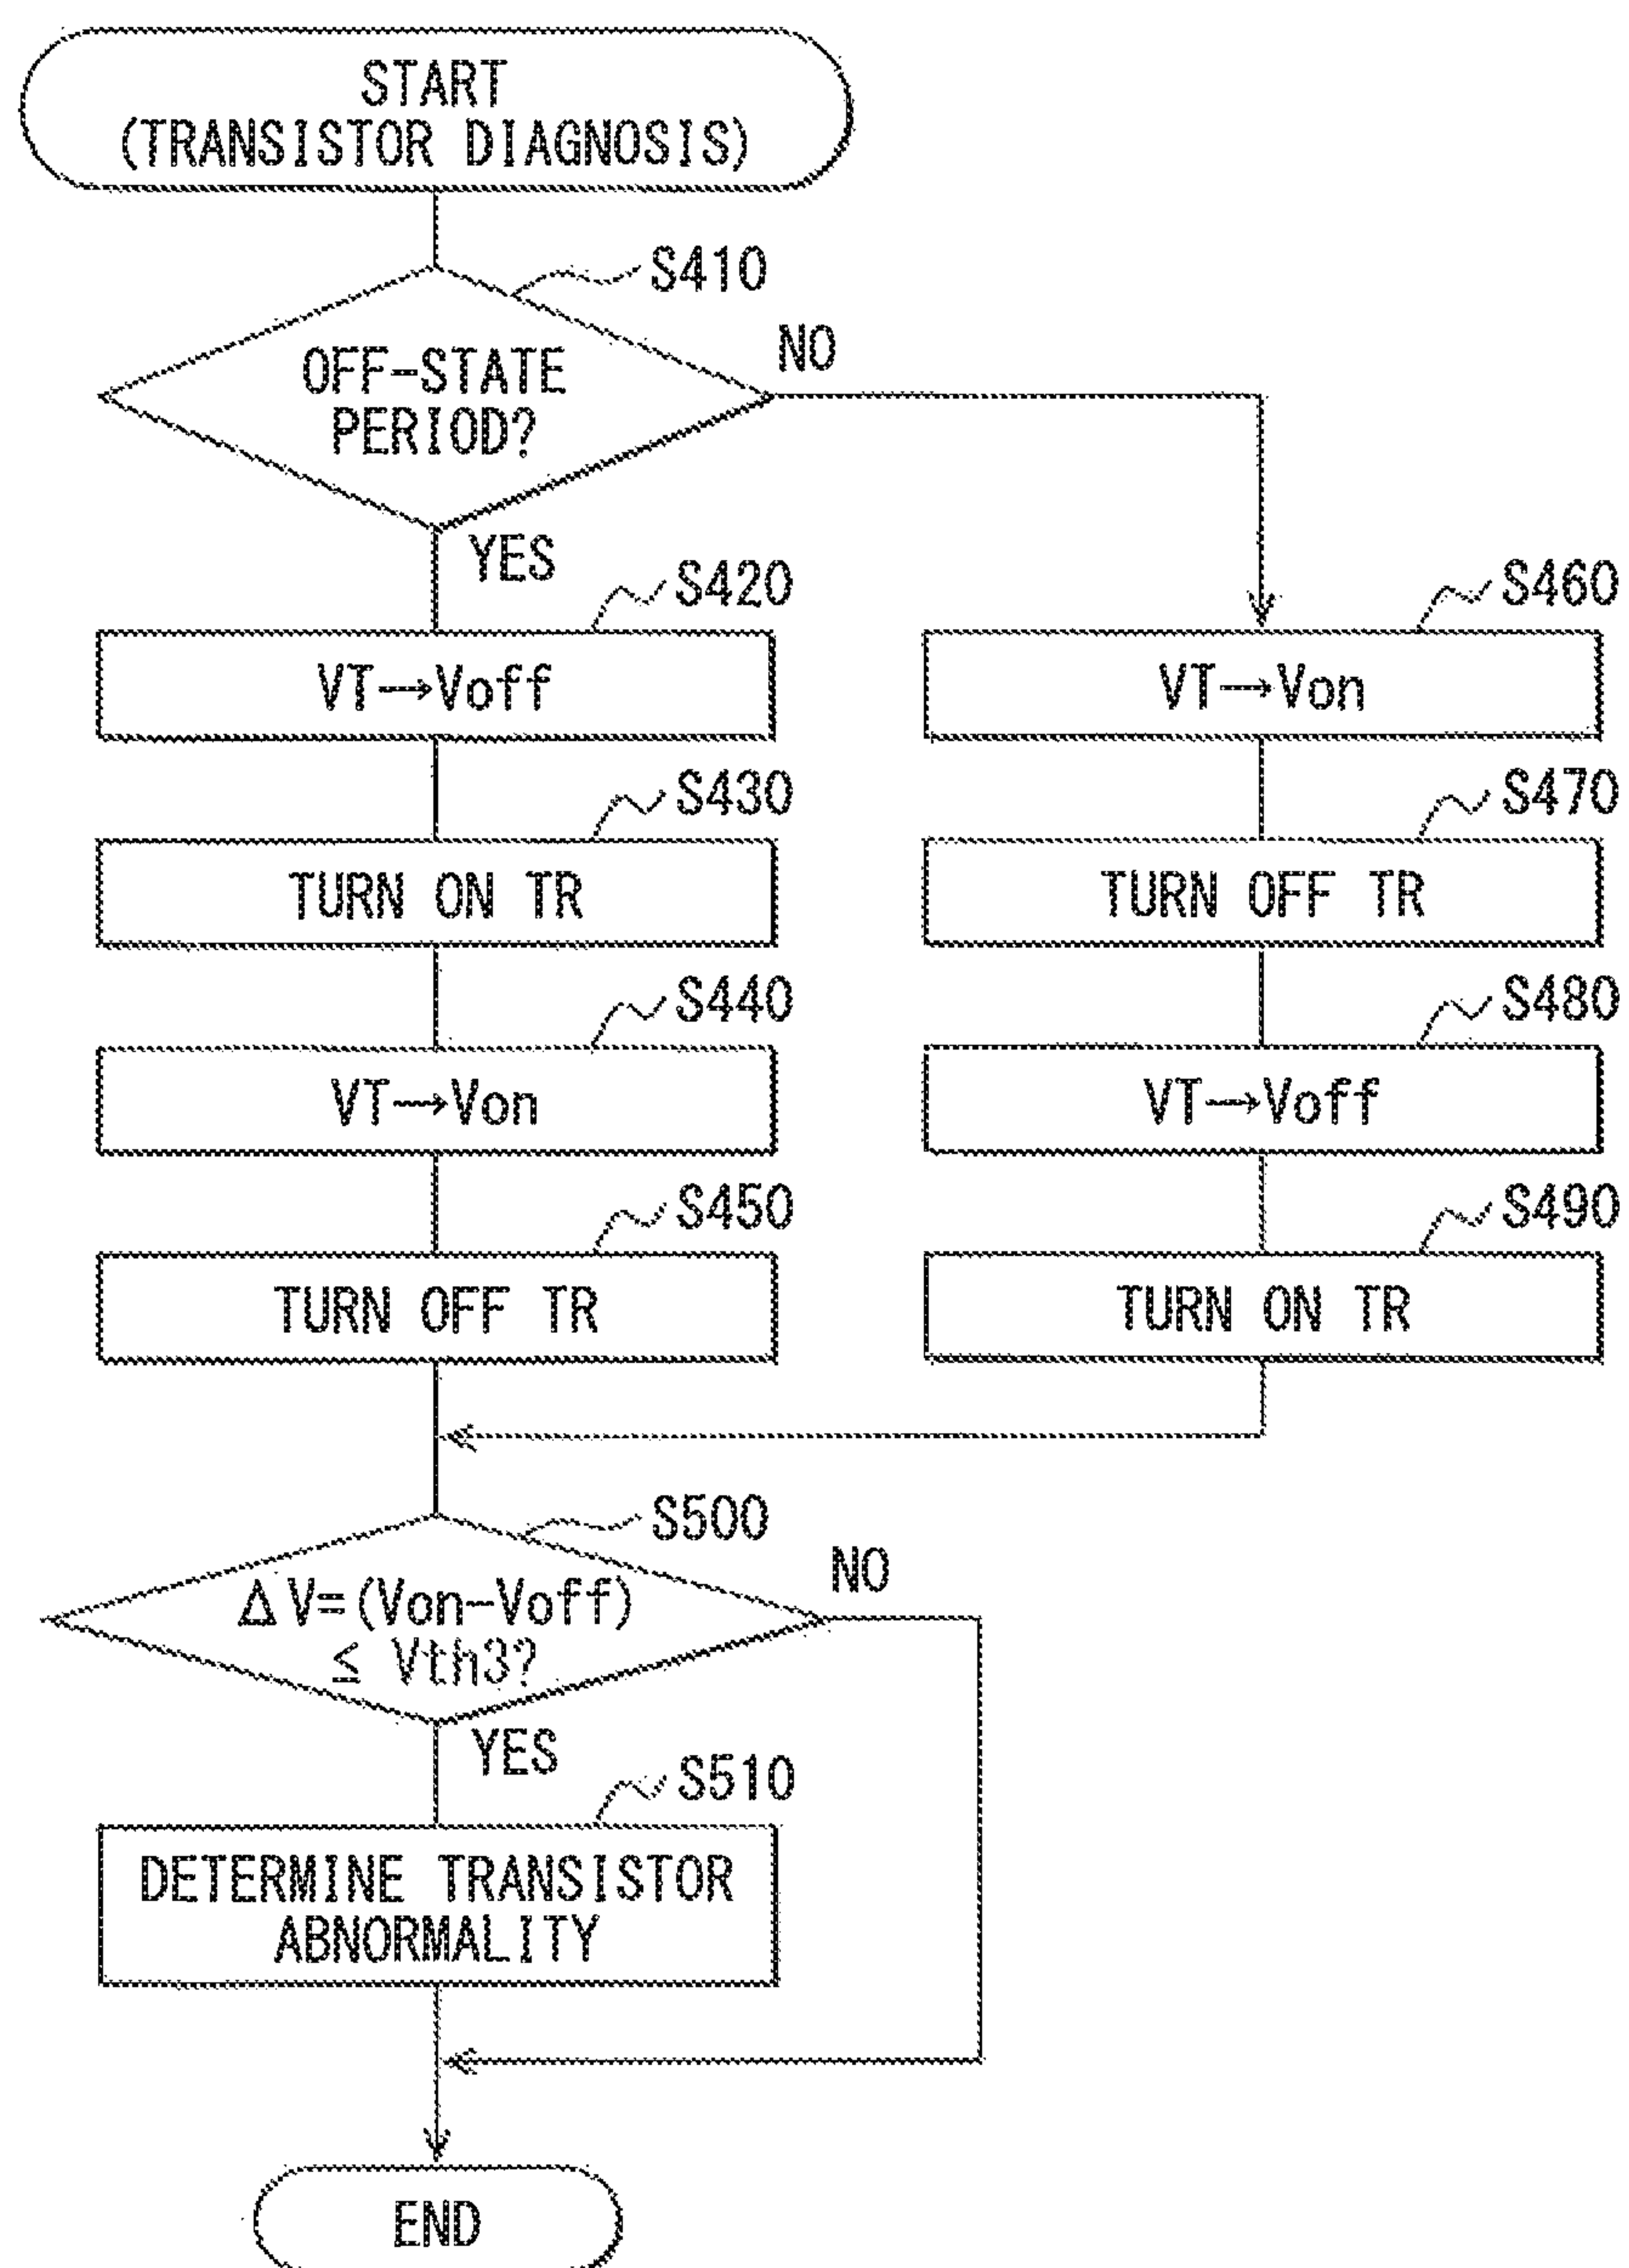 START
(TRANSISTOR DIAGNOSIS)
S410
OFF-STATE
PERIOD?
NO
YES
S420
VT→Voff
S430
TURN ON TR
S440
VT→Von
S450
TURN OFF TR
S460
VT→Von
S470
TURN OFF TR
S480
VT→Voff
S490
TURN ON TR
S500
ΔV=(Von-Voff)
≤ Vth3?
NO
YES
S510
DETERMINE TRANSISTOR
ABNORMALITY
END